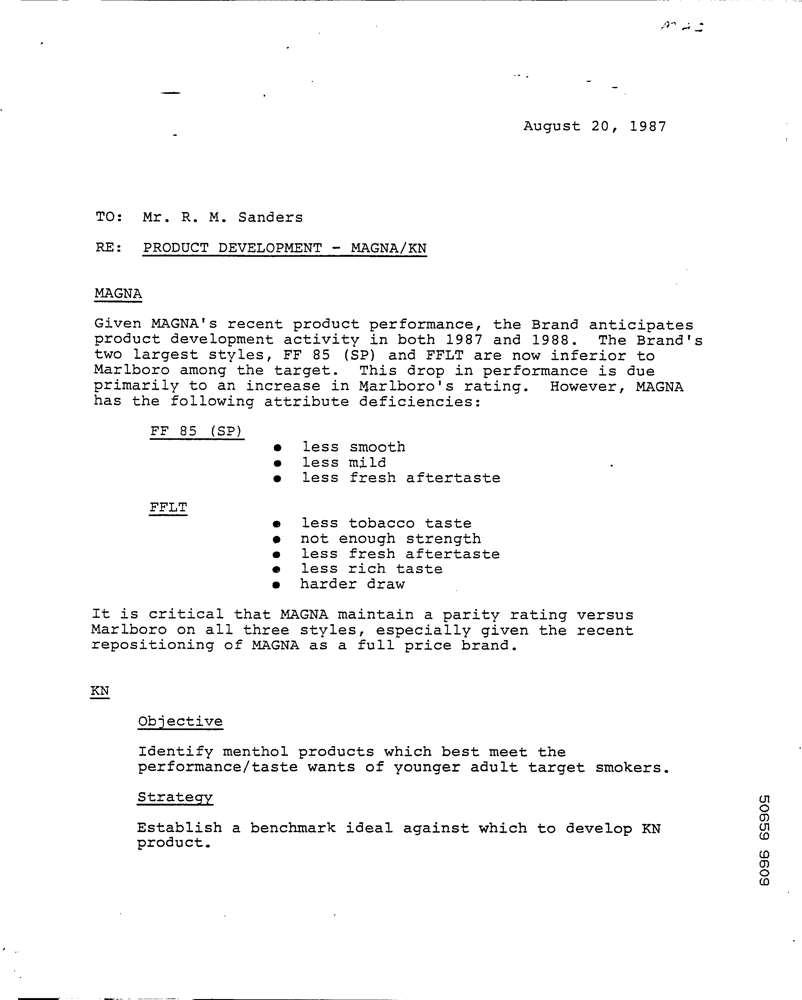 August 20, 1987
TO: Mr. R. M. Sanders
RE: PRODUCT DEVELOPMENT - MAGNA/KN
MAGNA
Given MAGNA's recent product performance, the Brand anticipates
product development activity in both 1987 and 1988. The Brand's
two largest styles, FF 85 (SP) and FFLT are now inferior to
Marlboro among the target. This drop in performance is due
primarily to an increase in Marlboro's rating. However, MAGNA
has the following attribute deficiencies:
FF 85 (SP)
● less smooth
● less mild
● less fresh aftertaste
FFLT
● less tobacco taste
● not enough strength
● less fresh aftertaste
● less rich taste
● harder draw
It is critical that MAGNA maintain a parity rating versus
Marlboro on all three styles, especially given the recent
repositioning of MAGNA as a full price brand.
KN
Objective
Identify menthol products which best meet the
performance/taste wants of younger adult target smokers.
Strategy
Establish a benchmark ideal against which to develop KN
product.
50659 9609